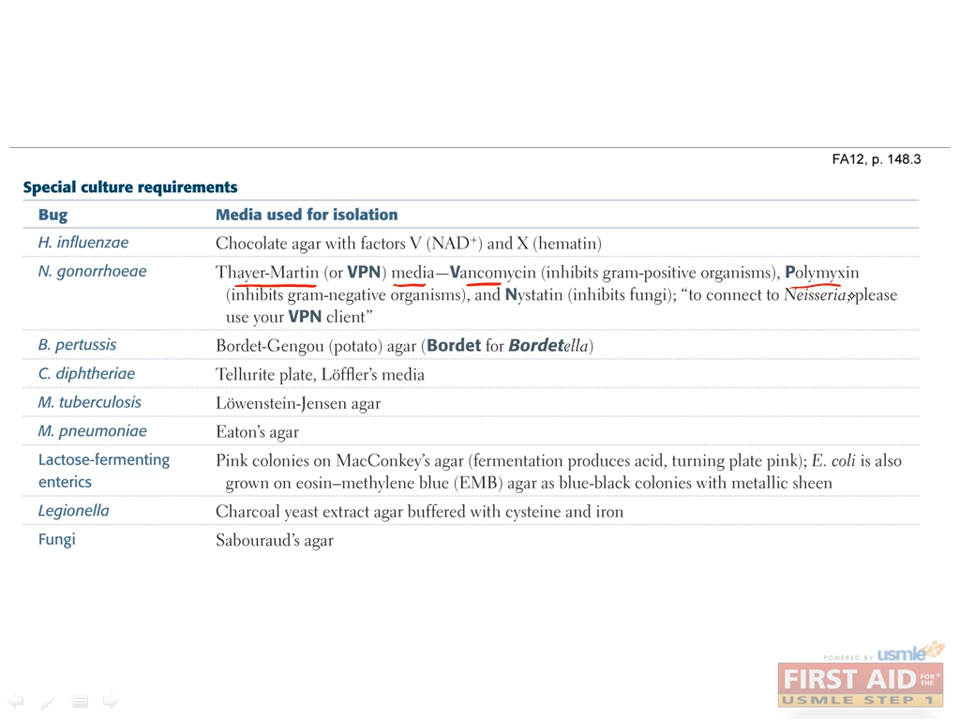 FA12, p. 148.3
Special culture requirements
Bug Media used for isolation
H. influenzae Chocolate agar with factors V (NAD⁺) and X (hematin)
N. gonorrhoeae Thayer-Martin (or VPN) media—Vancomycin (inhibits gram-positive organisms), Polymyxin
(inhibits gram-negative organisms), and Nystatin (inhibits fungi); “to connect to Neisseria, please
use your VPN client”
B. pertussis Bordet-Gengou (potato) agar (Bordet for Bordetella)
C. diphtheriae Tellurite plate, Löffler’s media
M. tuberculosis Löwenstein-Jensen agar
M. pneumoniae Eaton’s agar
Lactose-fermenting Pink colonies on MacConkey’s agar (fermentation produces acid, turning plate pink); E. coli is also
enterics grown on eosin–methylene blue (EMB) agar as blue-black colonies with metallic sheen
Legionella Charcoal yeast extract agar buffered with cysteine and iron
Fungi Sabouraud’s agar
POWERED BY usmle
FIRST AID FOR THE®
USMLE STEP 1